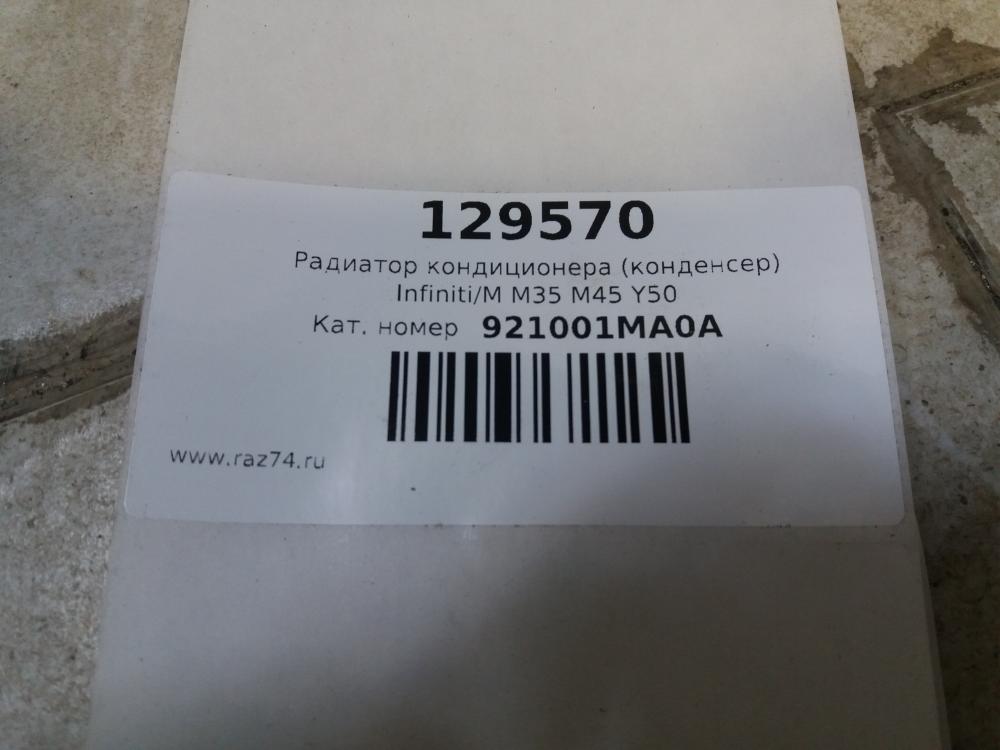 129570
Радиатор кондиционера (конденсер)
Infiniti/M M35 M45 Y50
Кат. номер 921001MA0A
www.raz74.ru